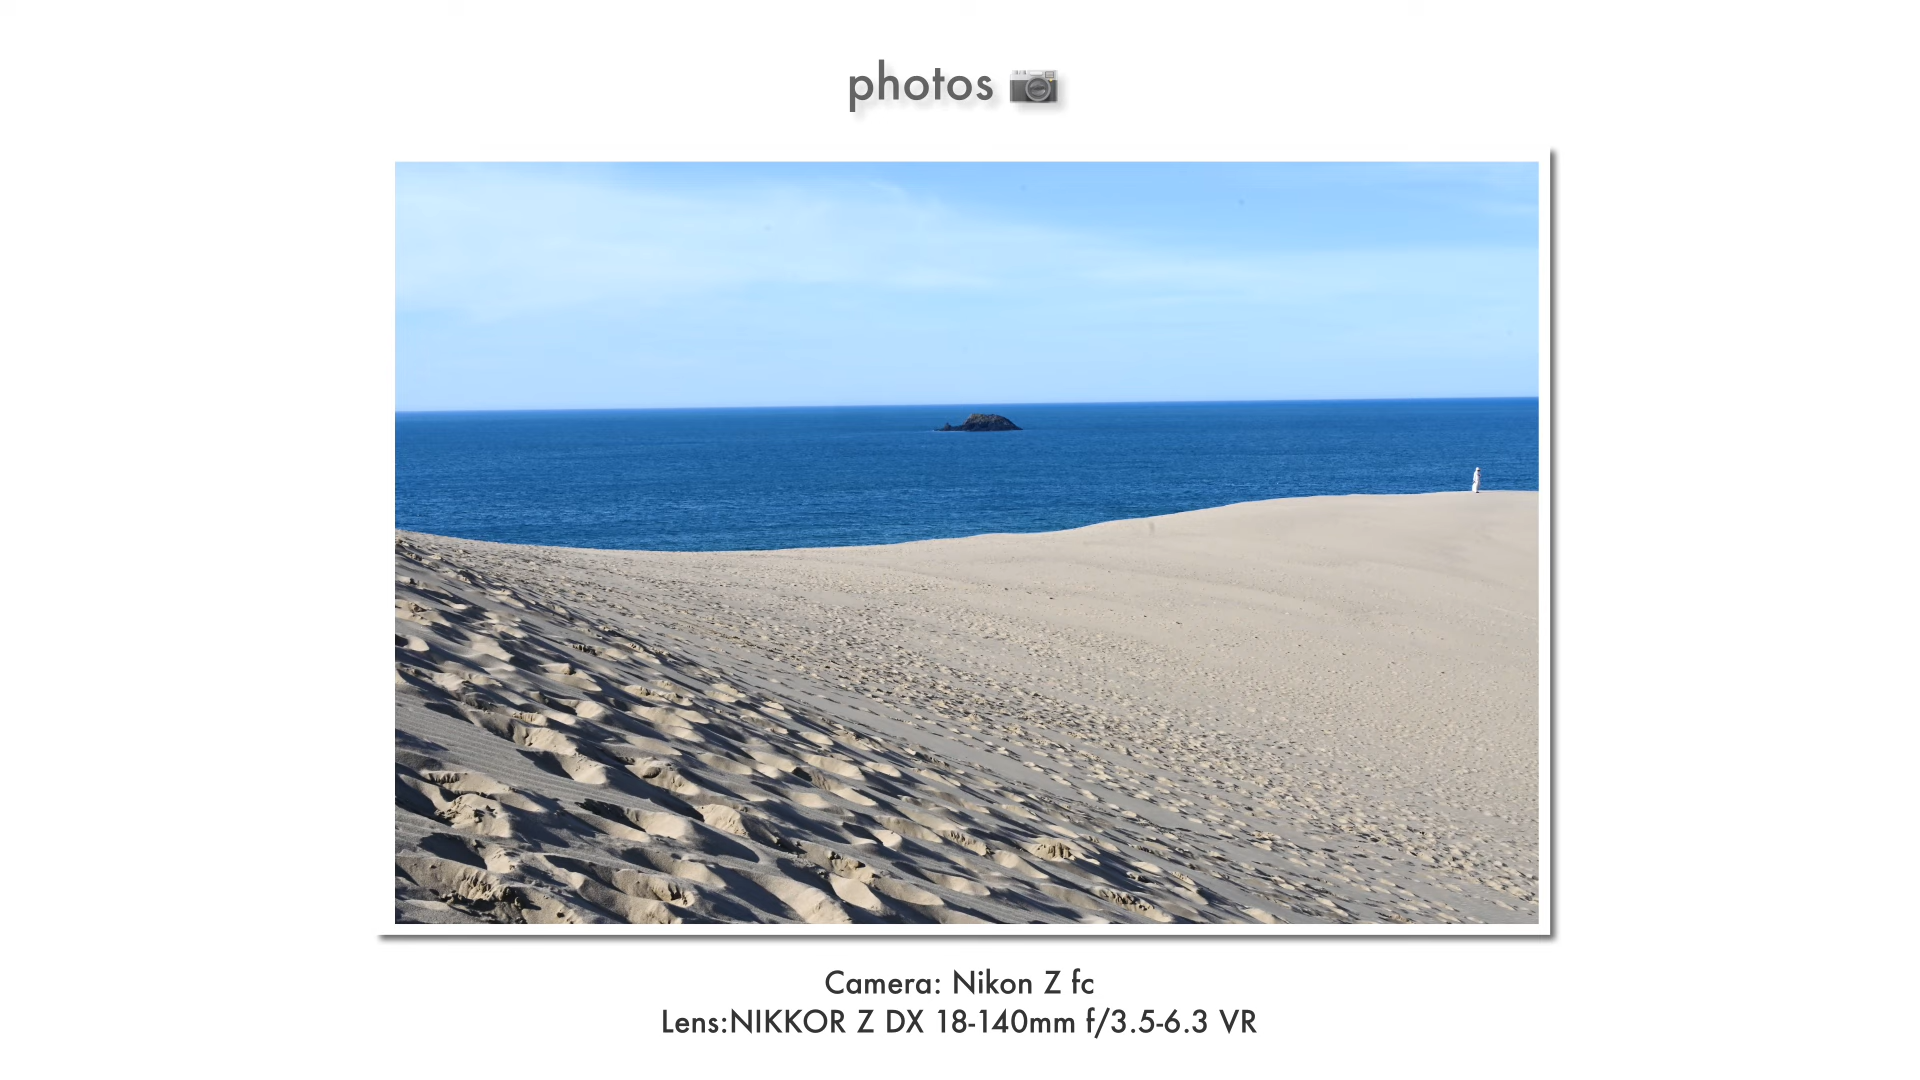 photos
Camera: Nikon Z fc
Lens:NIKKOR Z DX 18-140mm f/3.5-6.3 VR